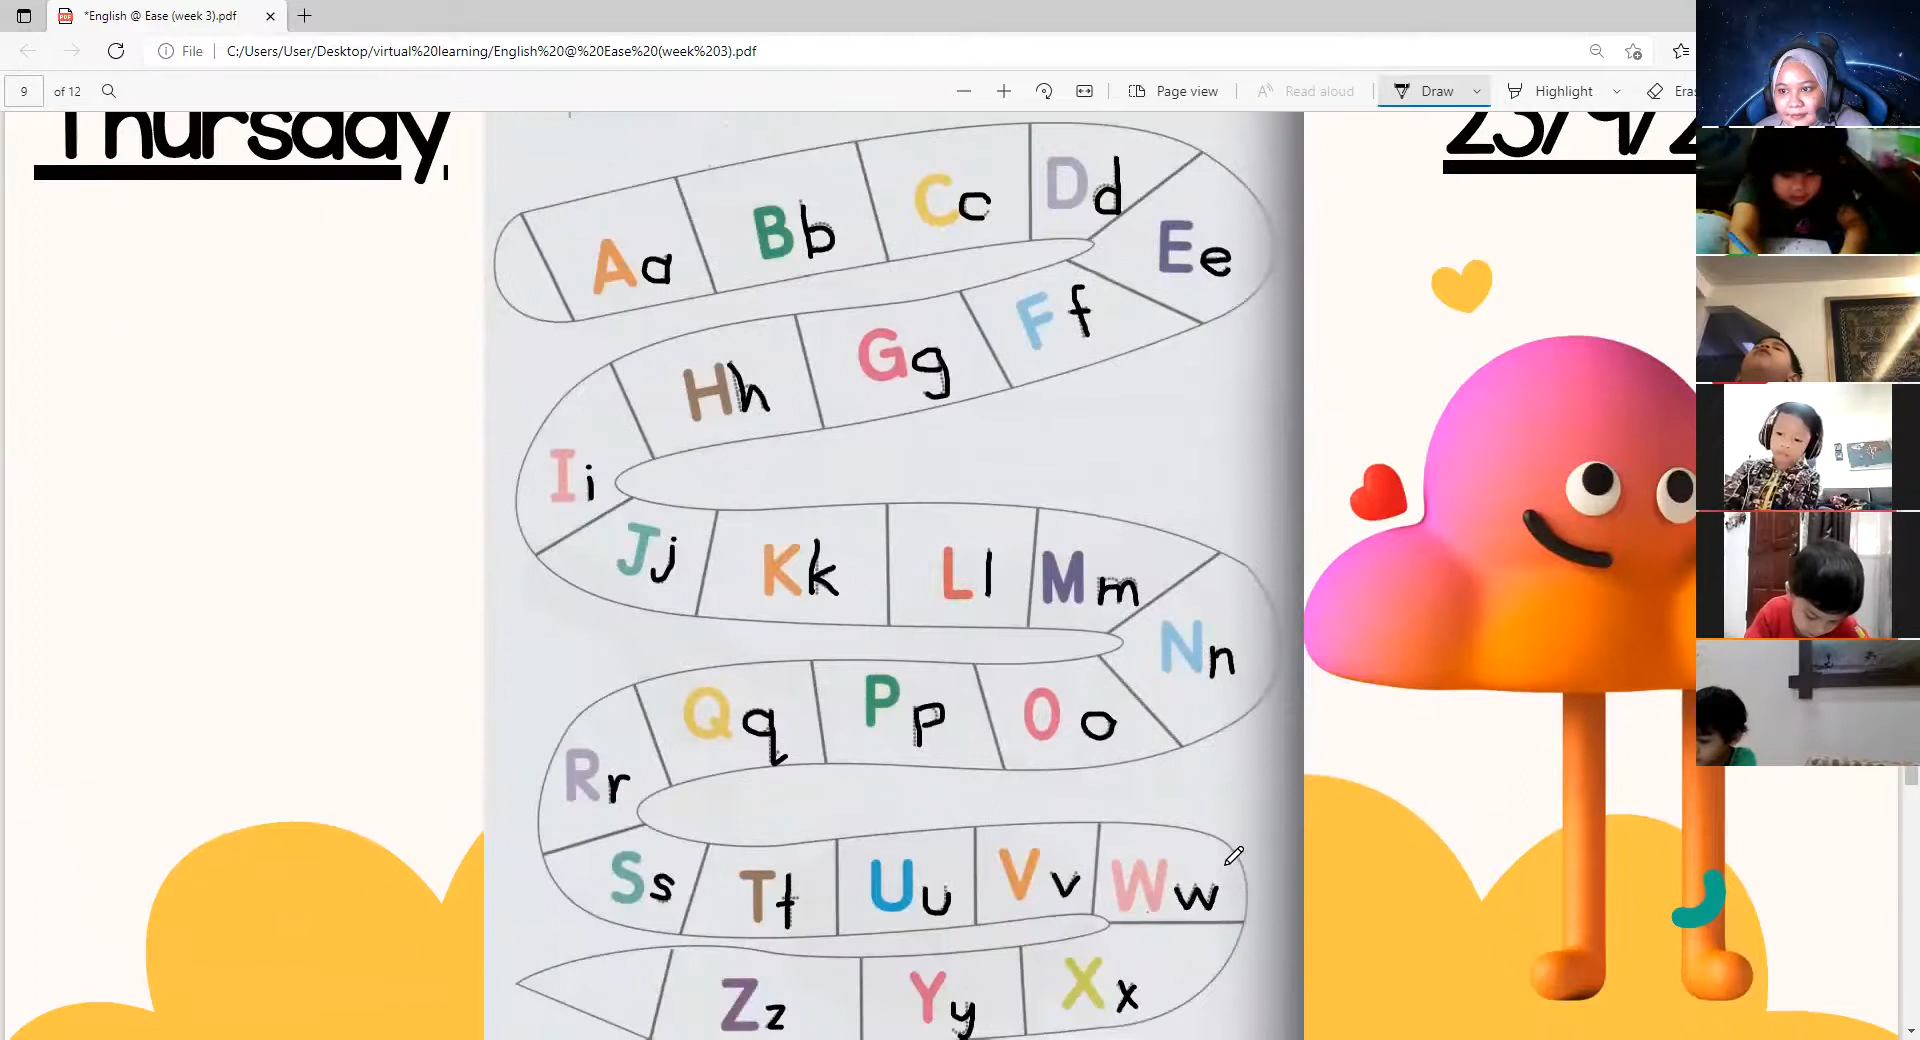 *English @ Ease (week 3).pdf
File
C:/Users/User/Desktop/virtual%20learning/English%20@%20Ease%20(week%203).pdf
9 of 12
Page view
Read aloud
Draw
Highlight
Thursday
Aa Bb Cc Dd
Ee
Hh Gg Ff
Ii
Jj Kk Ll Mm
Nn
Qq Pp Oo
Rr
Ss Tt Uu Vv Ww
Zz Yy Xx